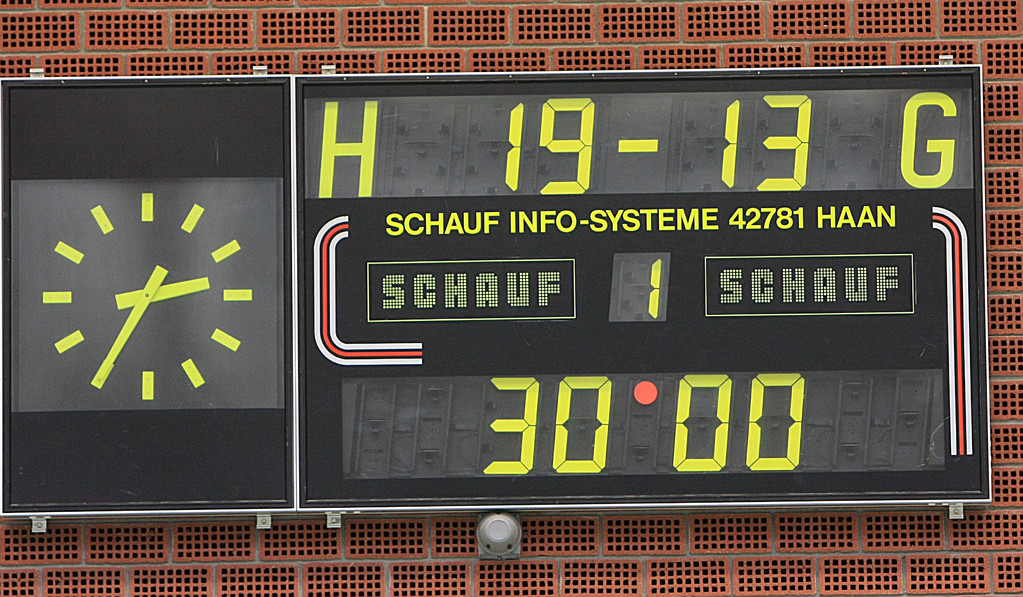 H 19-13 G
SCHAUF INFO-SYSTEME 42781 HAAN
SCHAUF 1 SCHAUF
30 00